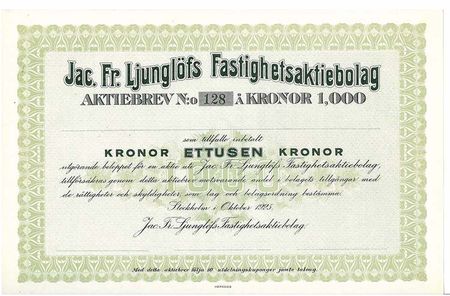 Jac. Fr. Ljunglöfs Fastighetsaktiebolag
AKTIEBREV N:o 128 Å KRONOR 1,000
som tillfullo inbetalt
KRONOR ETTUSEN KRONOR
utgörande beloppet för en aktie uti Jac. Fr. Ljunglöfs Fastighetsaktiebolag,
tillförsäkras genom detta aktiebrev motsvarande andel i bolagets tillgångar med
de rättigheter och skyldigheter, som lag och bolagsordning bestämma.
Stockholm i Oktober 1925.
Jac. Fr. Ljunglöfs Fastighetsaktiebolag.
Med detta aktiebrev följa 10 utdelningskuponger jämte talong.